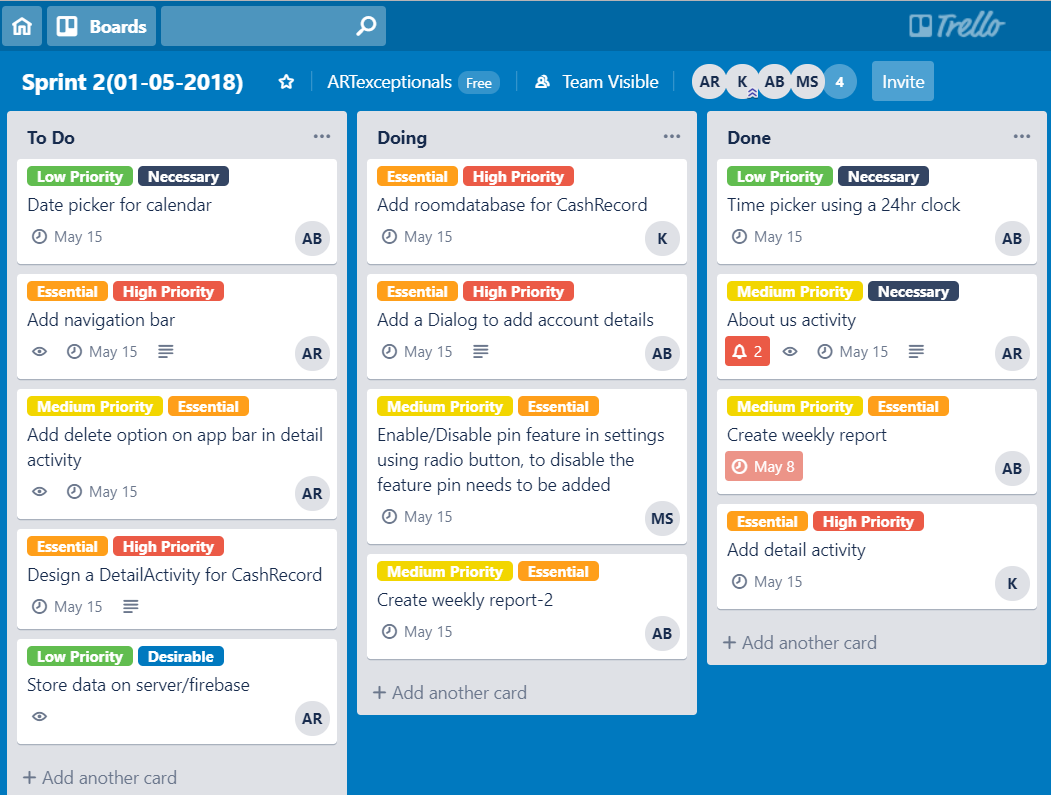 Boards
Trello
Sprint 2(01-05-2018)
ARTexceptionals Free
Team Visible
AR K AB MS 4
Invite
To Do
Low Priority Necessary
Date picker for calendar
May 15
AB
Essential High Priority
Add navigation bar
May 15
AR
Medium Priority Essential
Add delete option on app bar in detail
activity
May 15
AR
Essential High Priority
Design a DetailActivity for CashRecord
May 15
Low Priority Desirable
Store data on server/firebase
AR
+ Add another card
Doing
Essential High Priority
Add roomdatabase for CashRecord
May 15
K
Essential High Priority
Add a Dialog to add account details
May 15
AB
Medium Priority Essential
Enable/Disable pin feature in settings
using radio button, to disable the
feature pin needs to be added
May 15
MS
Medium Priority Essential
Create weekly report-2
May 15
AB
+ Add another card
Done
Low Priority Necessary
Time picker using a 24hr clock
May 15
AB
Medium Priority Necessary
About us activity
2 May 15
AR
Medium Priority Essential
Create weekly report
May 8
AB
Essential High Priority
Add detail activity
May 15
K
+ Add another card